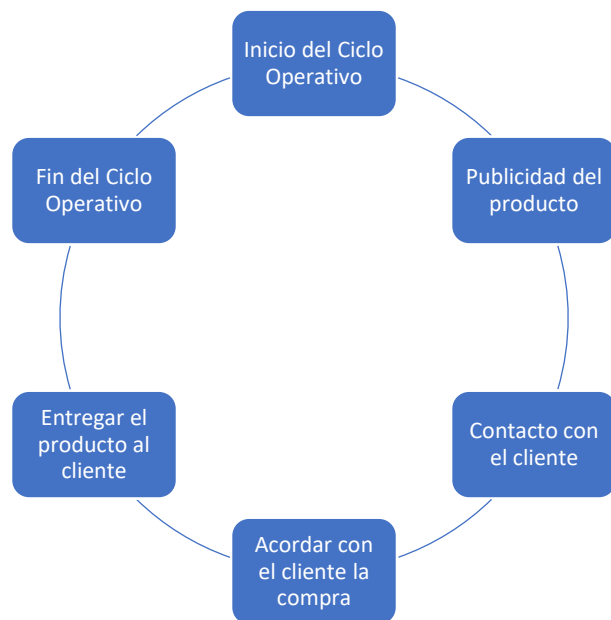 Inicio del Ciclo
Operativo
Publicidad del
producto
Contacto con
el cliente
Acordar con
el cliente la
compra
Entregar el
producto al
cliente
Fin del Ciclo
Operativo